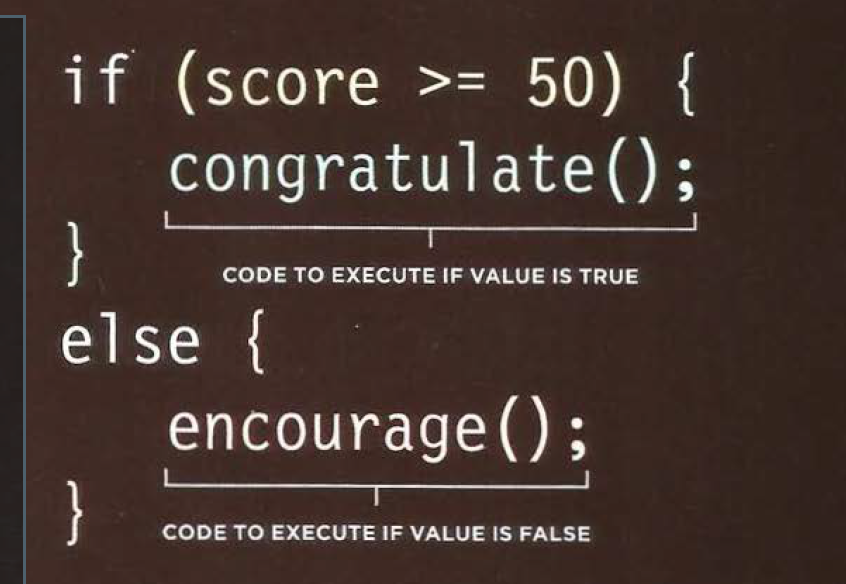 if (score >= 50) {
congratulate();
}
CODE TO EXECUTE IF VALUE IS TRUE
else {
encourage();
}
CODE TO EXECUTE IF VALUE IS FALSE